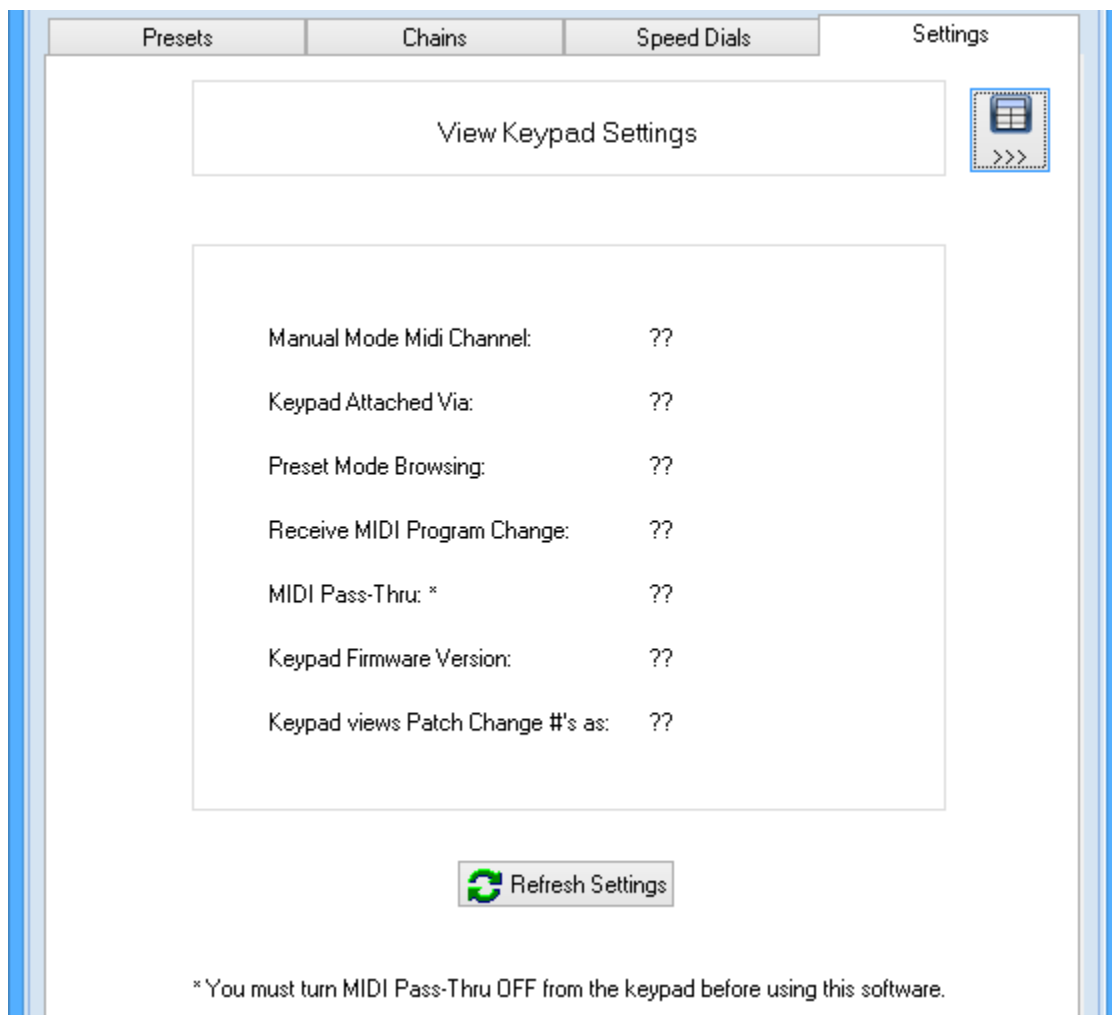 Presets Chains Speed Dials Settings
View Keypad Settings
>>>
Manual Mode Midi Channel: ??
Keypad Attached Via: ??
Preset Mode Browsing: ??
Receive MIDI Program Change: ??
MIDI Pass-Thru: * ??
Keypad Firmware Version: ??
Keypad views Patch Change #'s as: ??
Refresh Settings
* You must turn MIDI Pass-Thru OFF from the keypad before using this software.